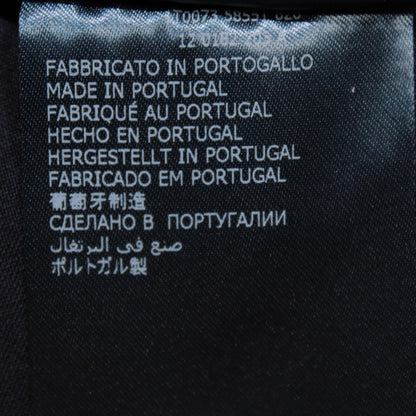 FABBRICATO IN PORTOGALLO
MADE IN PORTUGAL
FABRIQUÉ AU PORTUGAL
HECHO EN PORTUGAL
HERGESTELLT IN PORTUGAL
FABRICADO EM PORTUGAL
葡萄牙制造
СДЕЛАНО В ПОРТУГАЛИИ
صنع فى البرتغال
ポルトガル製